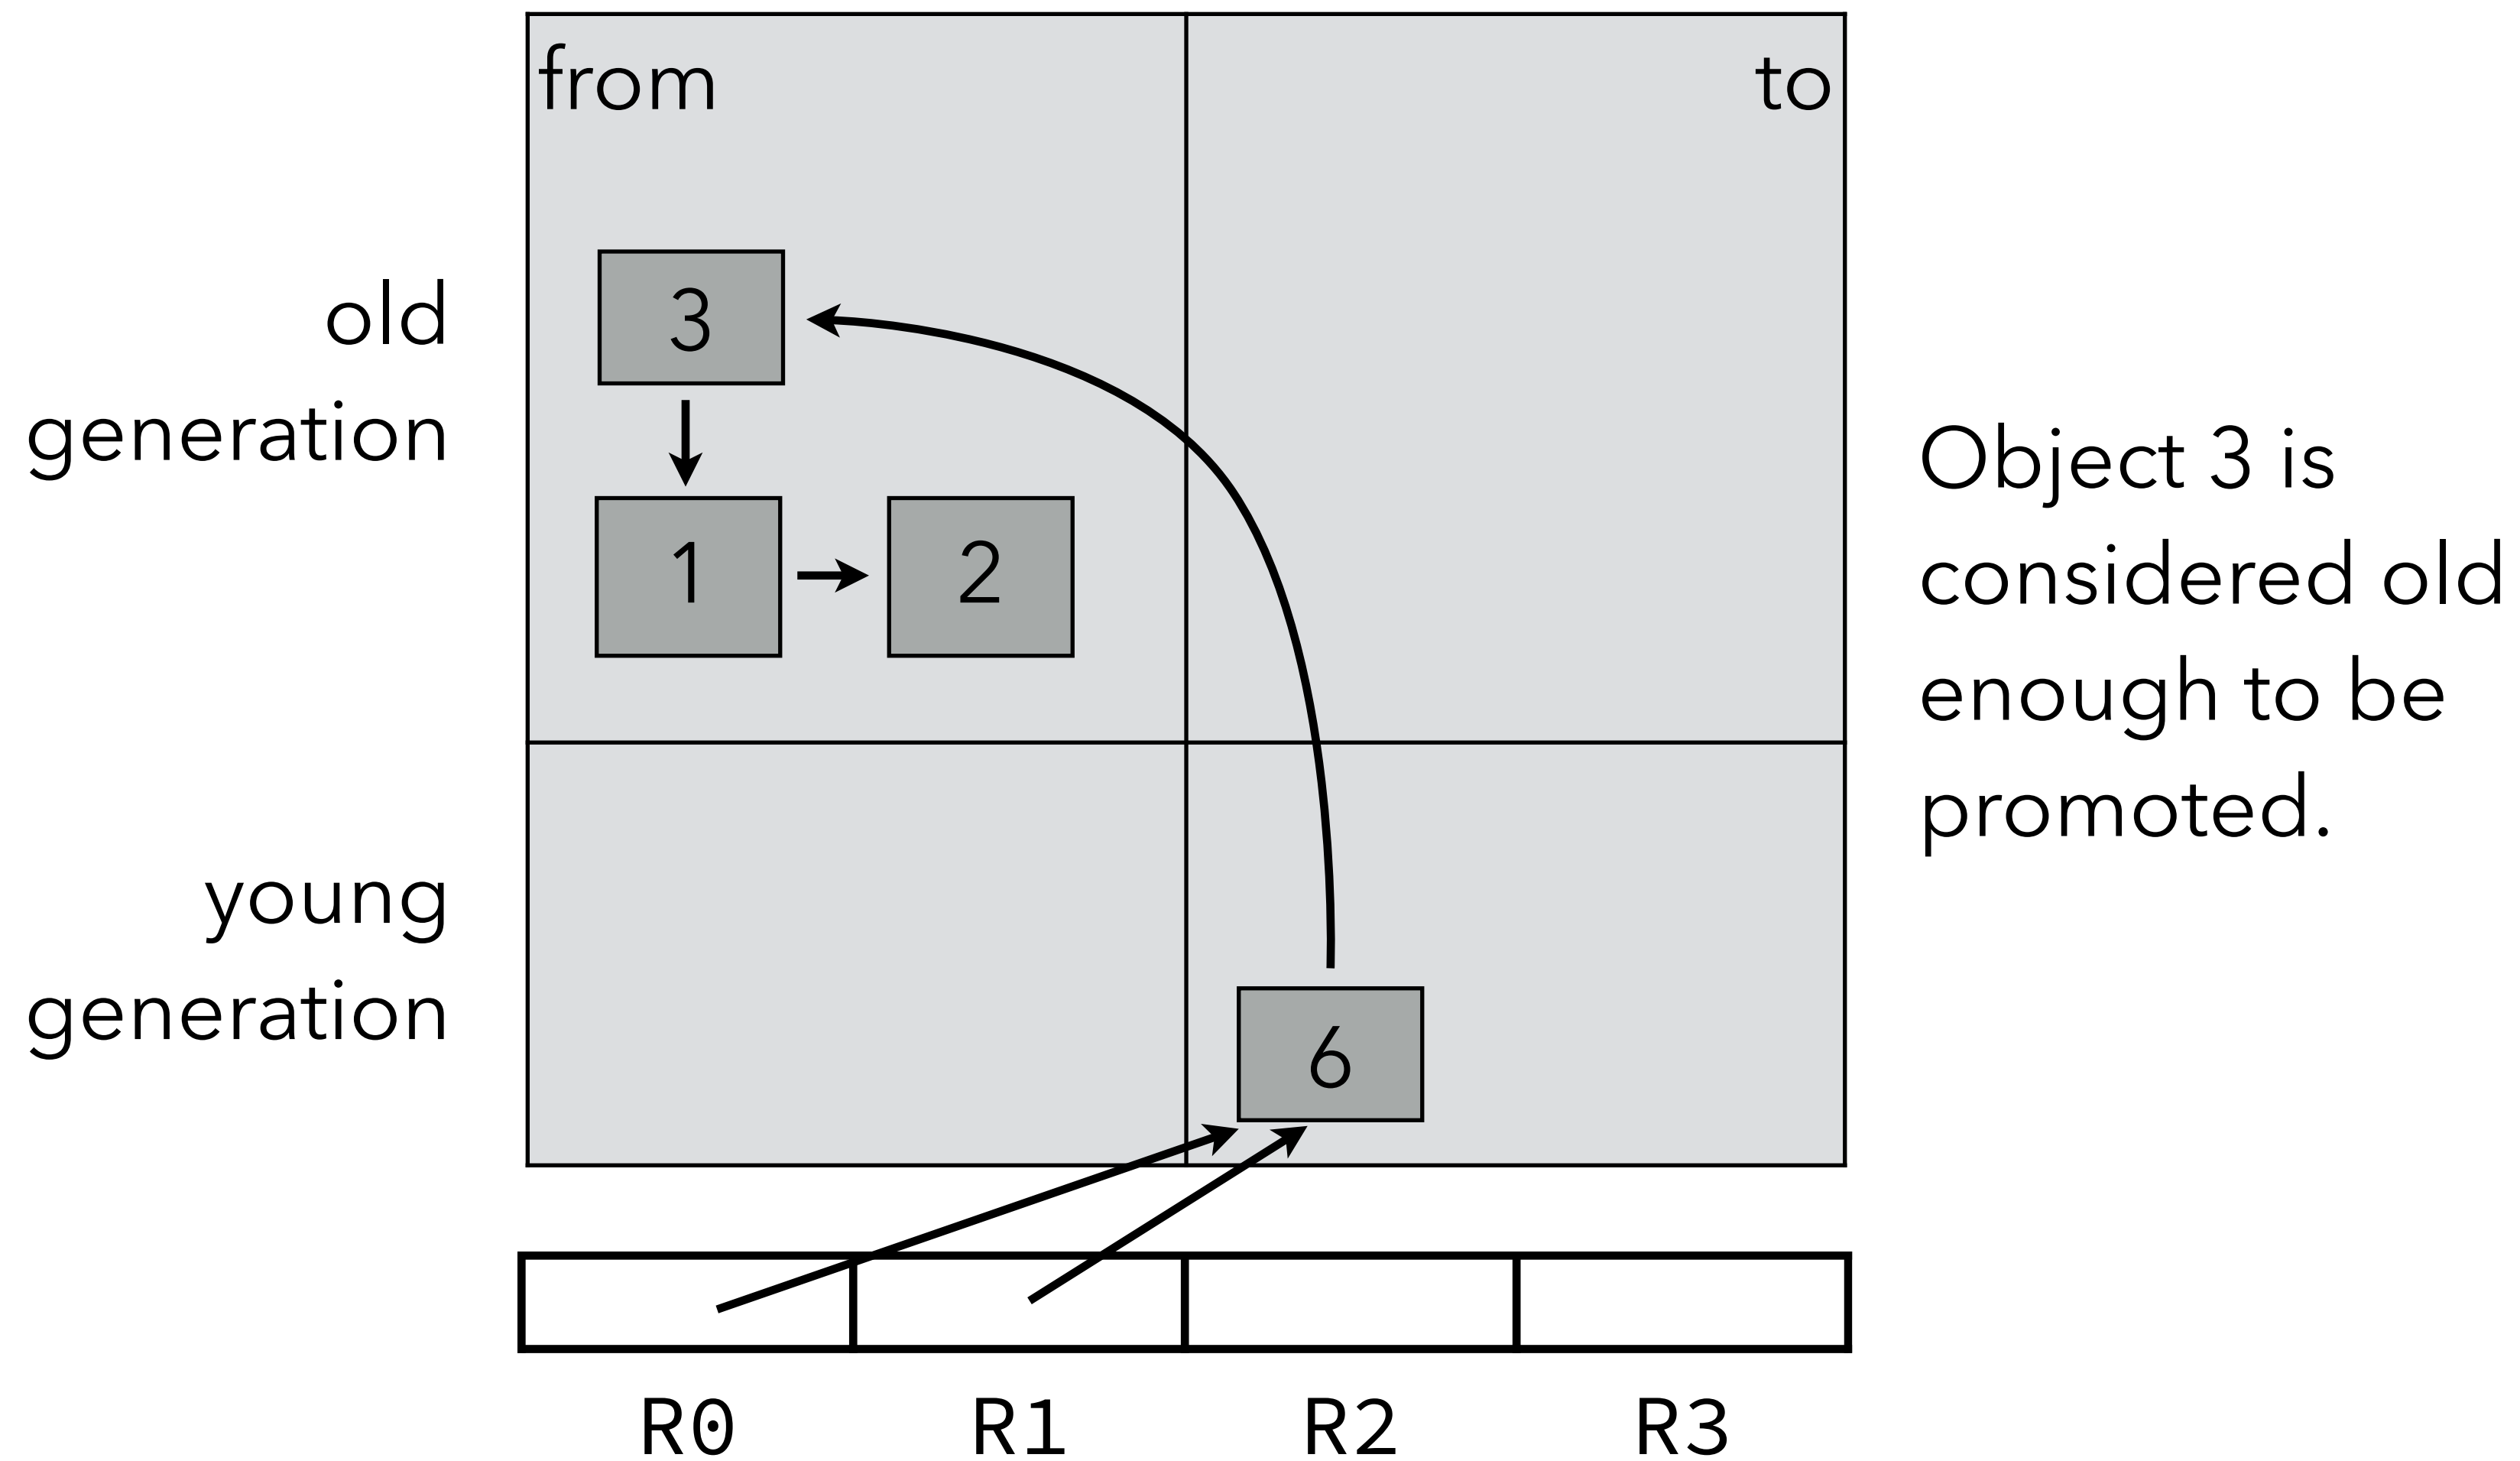 from
to
old
generation
3
1
2
Object 3 is
considered old
enough to be
promoted.
young
generation
6
R0
R1
R2
R3